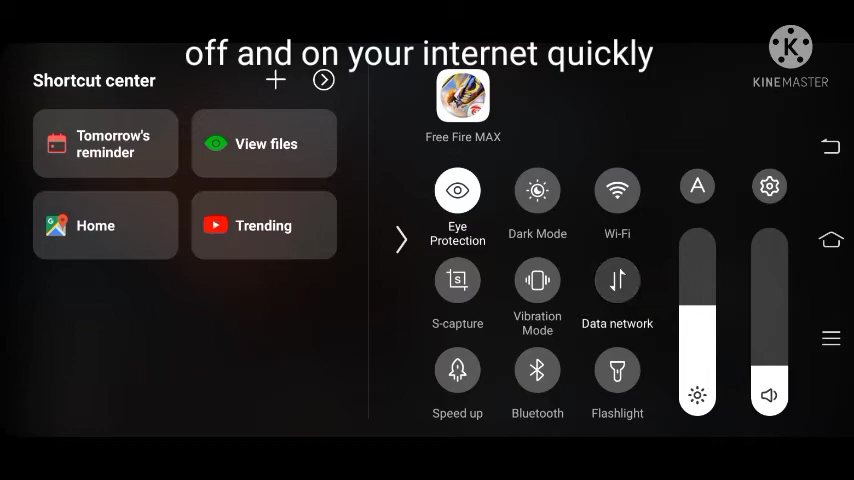 off and on your internet quickly
K
KINEMASTER
Shortcut center
Tomorrow's
reminder
View files
Home
Trending
Free Fire MAX
A
Eye
Protection
Dark Mode
Wi-Fi
S
S-capture
Vibration
Mode
Data network
Speed up
Bluetooth
Flashlight